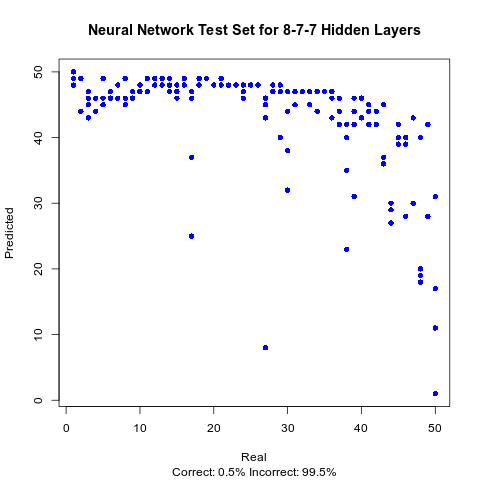 Neural Network Test Set for 8-7-7 Hidden Layers
50
40
30
20
10
0
Predicted
0 10 20 30 40 50
Real
Correct: 0.5% Incorrect: 99.5%